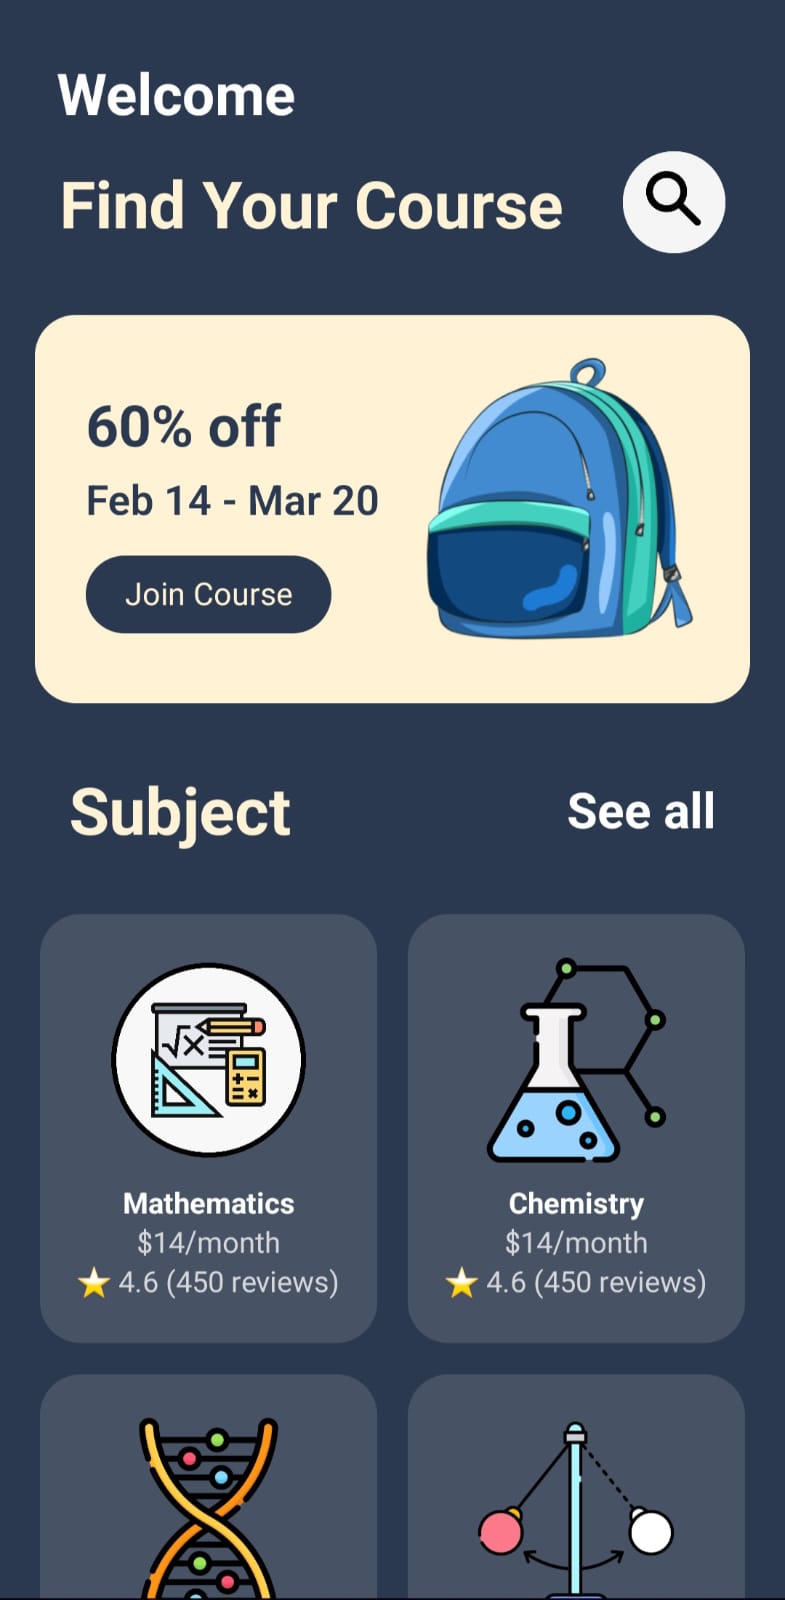 Welcome
Find Your Course
60% off
Feb 14 - Mar 20
Join Course
Subject
See all
√x
Mathematics
$14/month
⭐ 4.6 (450 reviews)
Chemistry
$14/month
⭐ 4.6 (450 reviews)